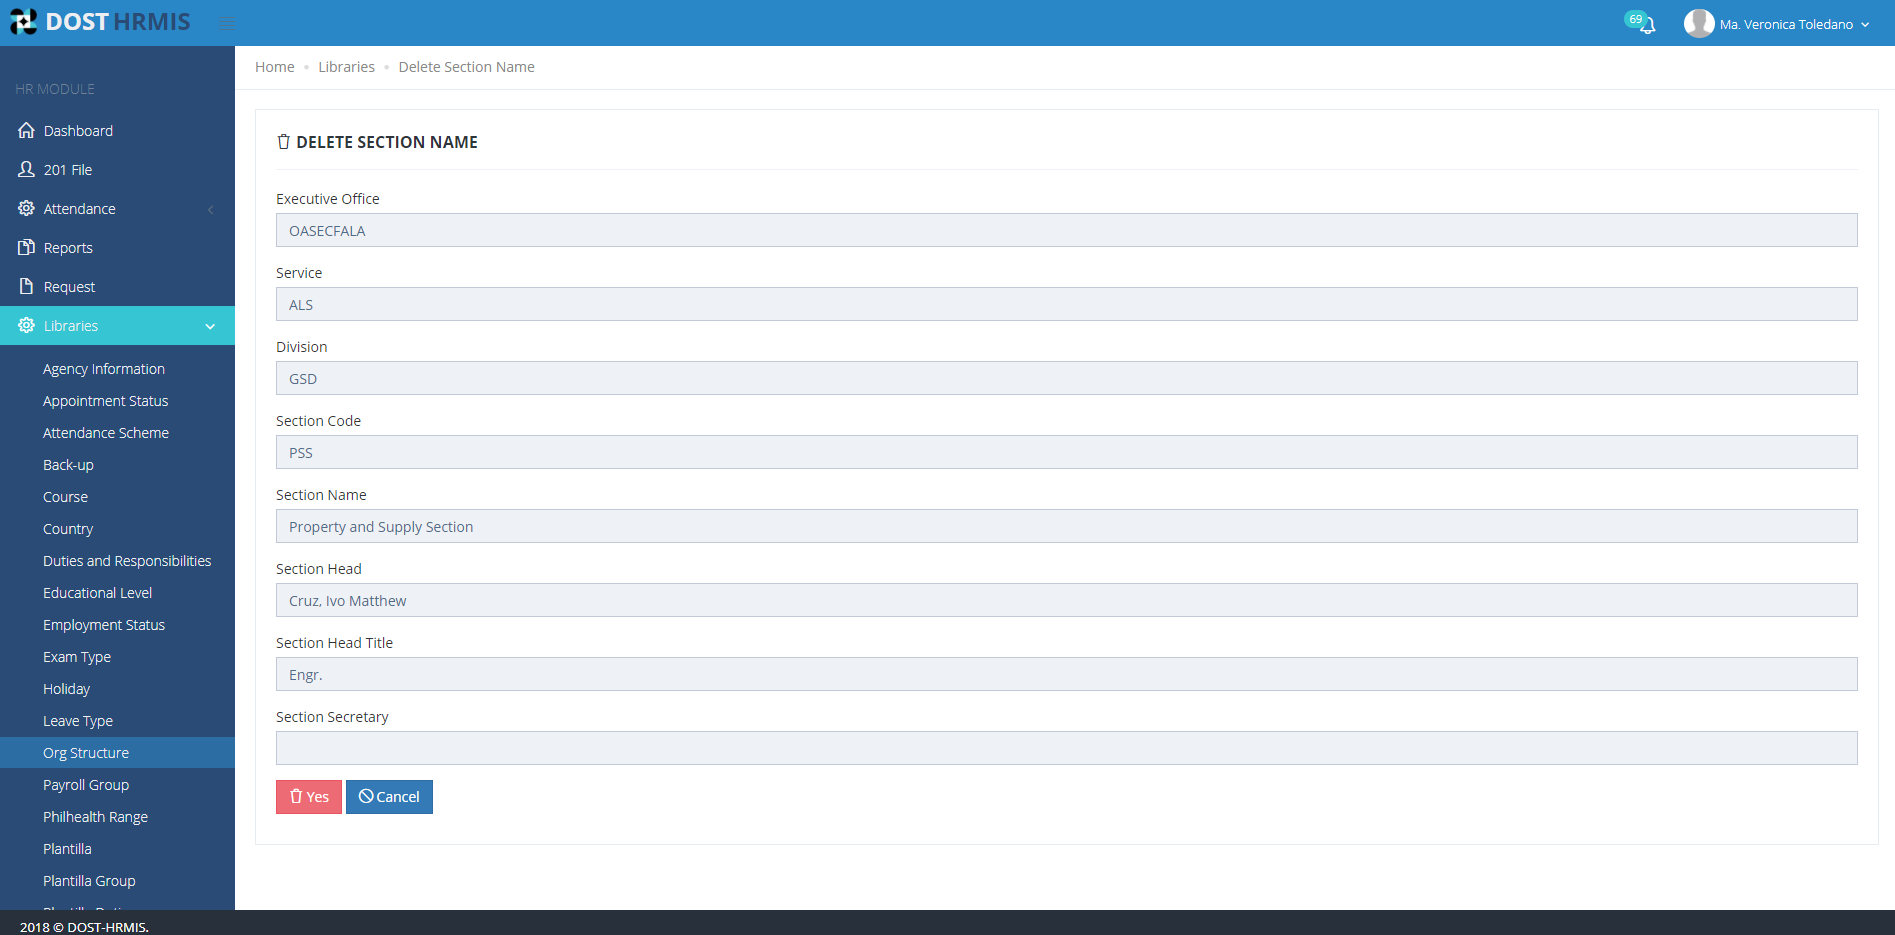 DOST HRMIS
69
Ma. Veronica Toledano
HR MODULE
Dashboard
201 File
Attendance
Reports
Request
Libraries
Agency Information
Appointment Status
Attendance Scheme
Back-up
Course
Country
Duties and Responsibilities
Educational Level
Employment Status
Exam Type
Holiday
Leave Type
Org Structure
Payroll Group
Philhealth Range
Plantilla
Plantilla Group
Home
Libraries
Delete Section Name
DELETE SECTION NAME
Executive Office
OASECFALA
Service
ALS
Division
GSD
Section Code
PSS
Section Name
Property and Supply Section
Section Head
Cruz, Ivo Matthew
Section Head Title
Engr.
Section Secretary
Yes
Cancel
2018 © DOST-HRMIS.